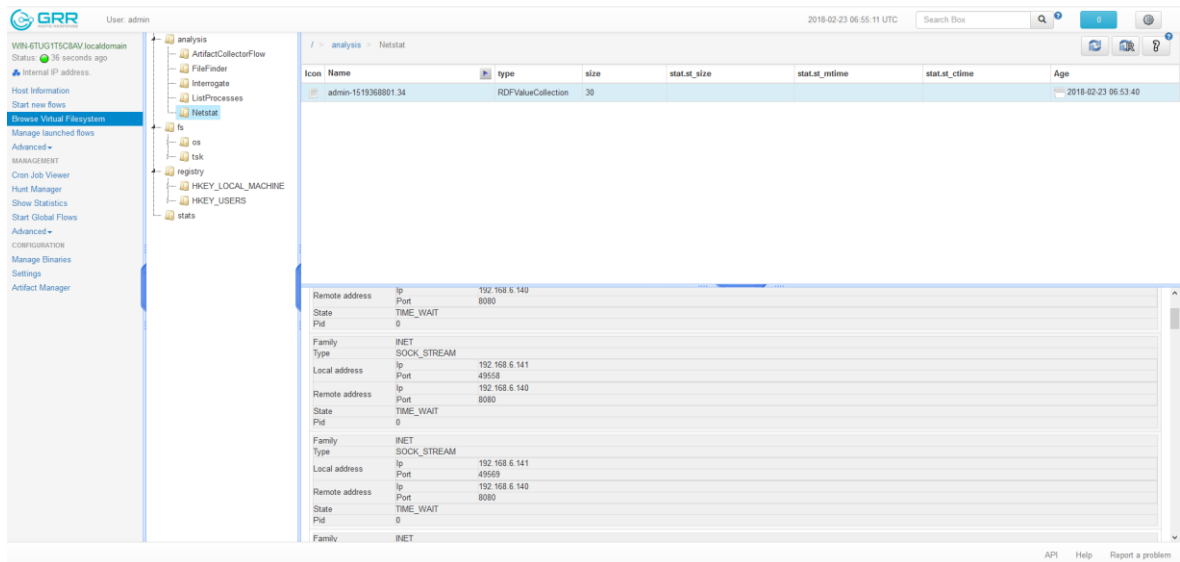 GRR User: admin 2018-02-23 06:55:11 UTC Search Box 0
WIN-6TUG1T5C8AV.localdomain
Status: 36 seconds ago
Internal IP address.
Host Information
Start new flows
Browse Virtual Filesystem
Manage launched flows
Advanced
MANAGEMENT
Cron Job Viewer
Hunt Manager
Show Statistics
Start Global Flows
Advanced
CONFIGURATION
Manage Binaries
Settings
Artifact Manager
analysis
ArtifactCollectorFlow
FileFinder
Interrogate
ListProcesses
Netstat
fs
os
tsk
registry
HKEY_LOCAL_MACHINE
HKEY_USERS
stats
/ > analysis > Netstat
Icon Name type size stat.st_size stat.st_mtime stat.st_ctime Age
admin-1519368801.34 RDFValueCollection 30 2018-02-23 06:53:40
Remote address Ip 192.168.6.140
Port 8080
State TIME_WAIT
Pid 0
Family INET
Type SOCK_STREAM
Local address Ip 192.168.6.141
Port 49558
Remote address Ip 192.168.6.140
Port 8080
State TIME_WAIT
Pid 0
Family INET
Type SOCK_STREAM
Local address Ip 192.168.6.141
Port 49569
Remote address Ip 192.168.6.140
Port 8080
State TIME_WAIT
Pid 0
Family INET
API Help Report a problem